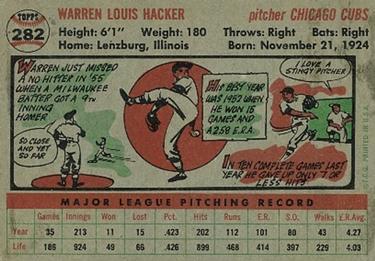 TOPPS
282
WARREN LOUIS HACKER
pitcher CHICAGO CUBS
Height: 6'1" Weight: 180 Throws: Right Bats: Right
Home: Lenzburg, Illinois Born: November 21, 1924
WARREN JUST MISSED
A NO HITTER IN '55
WHEN A MILWAUKEE
BATTER GOT A 9TH
INNING
HOMER
SO CLOSE
AND YET
SO FAR
HIS BEST YEAR
WAS 1952 WHEN
HE WON 15
GAMES AND
A 2.58 E.R.A.
I LOVE A
STINGY PITCHER
IN TEN COMPLETE GAMES LAST
YEAR HE GAVE UP ONLY 7
OR LESS HITS
T.C.G. PRINTED IN U.S.A.
MAJOR LEAGUE PITCHING RECORD
Games Innings Won Lost Pct. Hits Runs E.R. S.O. Walks E.R.Avg.
Year 35 213 11 15 .423 202 112 101 80 43 4.27
Life 186 924 49 66 .426 899 468 414 397 229 4.03